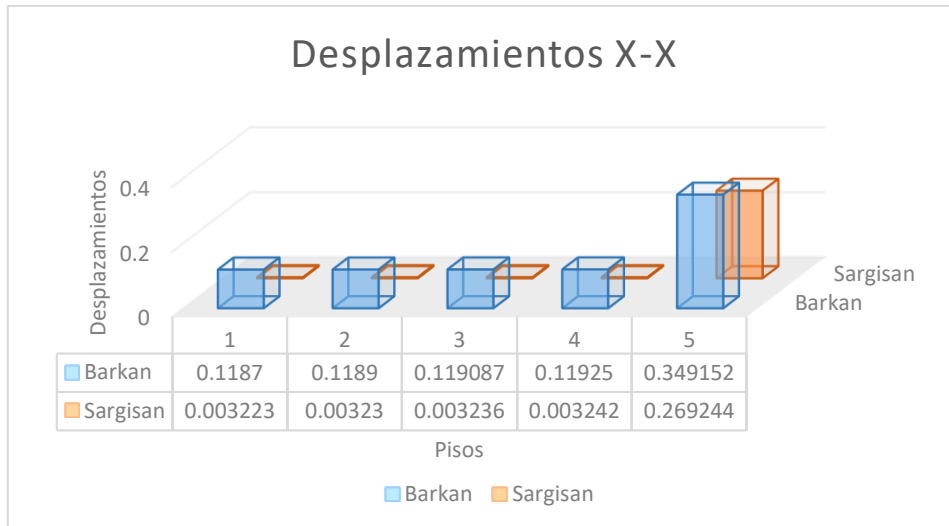 Desplazamientos X-X
Desplazamientos
0.4
0.2
0
Sargisan
Barkan
1 2 3 4 5
Barkan 0.1187 0.1189 0.119087 0.11925 0.349152
Sargisan 0.003223 0.00323 0.003236 0.003242 0.269244
Pisos
Barkan Sargisan